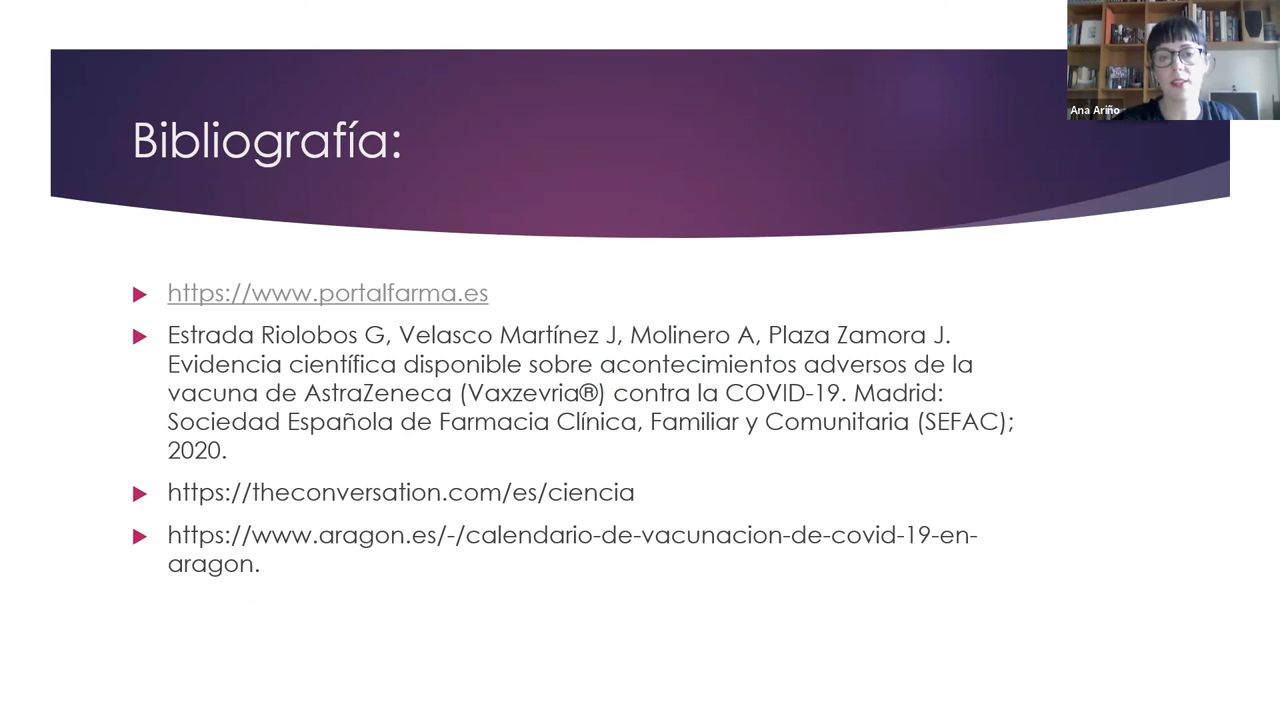 Ana Ariño
Bibliografía:
https://www.portalfarma.es
Estrada Riolobos G, Velasco Martínez J, Molinero A, Plaza Zamora J.
Evidencia científica disponible sobre acontecimientos adversos de la
vacuna de AstraZeneca (Vaxzevria®) contra la COVID-19. Madrid:
Sociedad Española de Farmacia Clínica, Familiar y Comunitaria (SEFAC);
2020.
https://theconversation.com/es/ciencia
https://www.aragon.es/-/calendario-de-vacunacion-de-covid-19-en-
aragon.